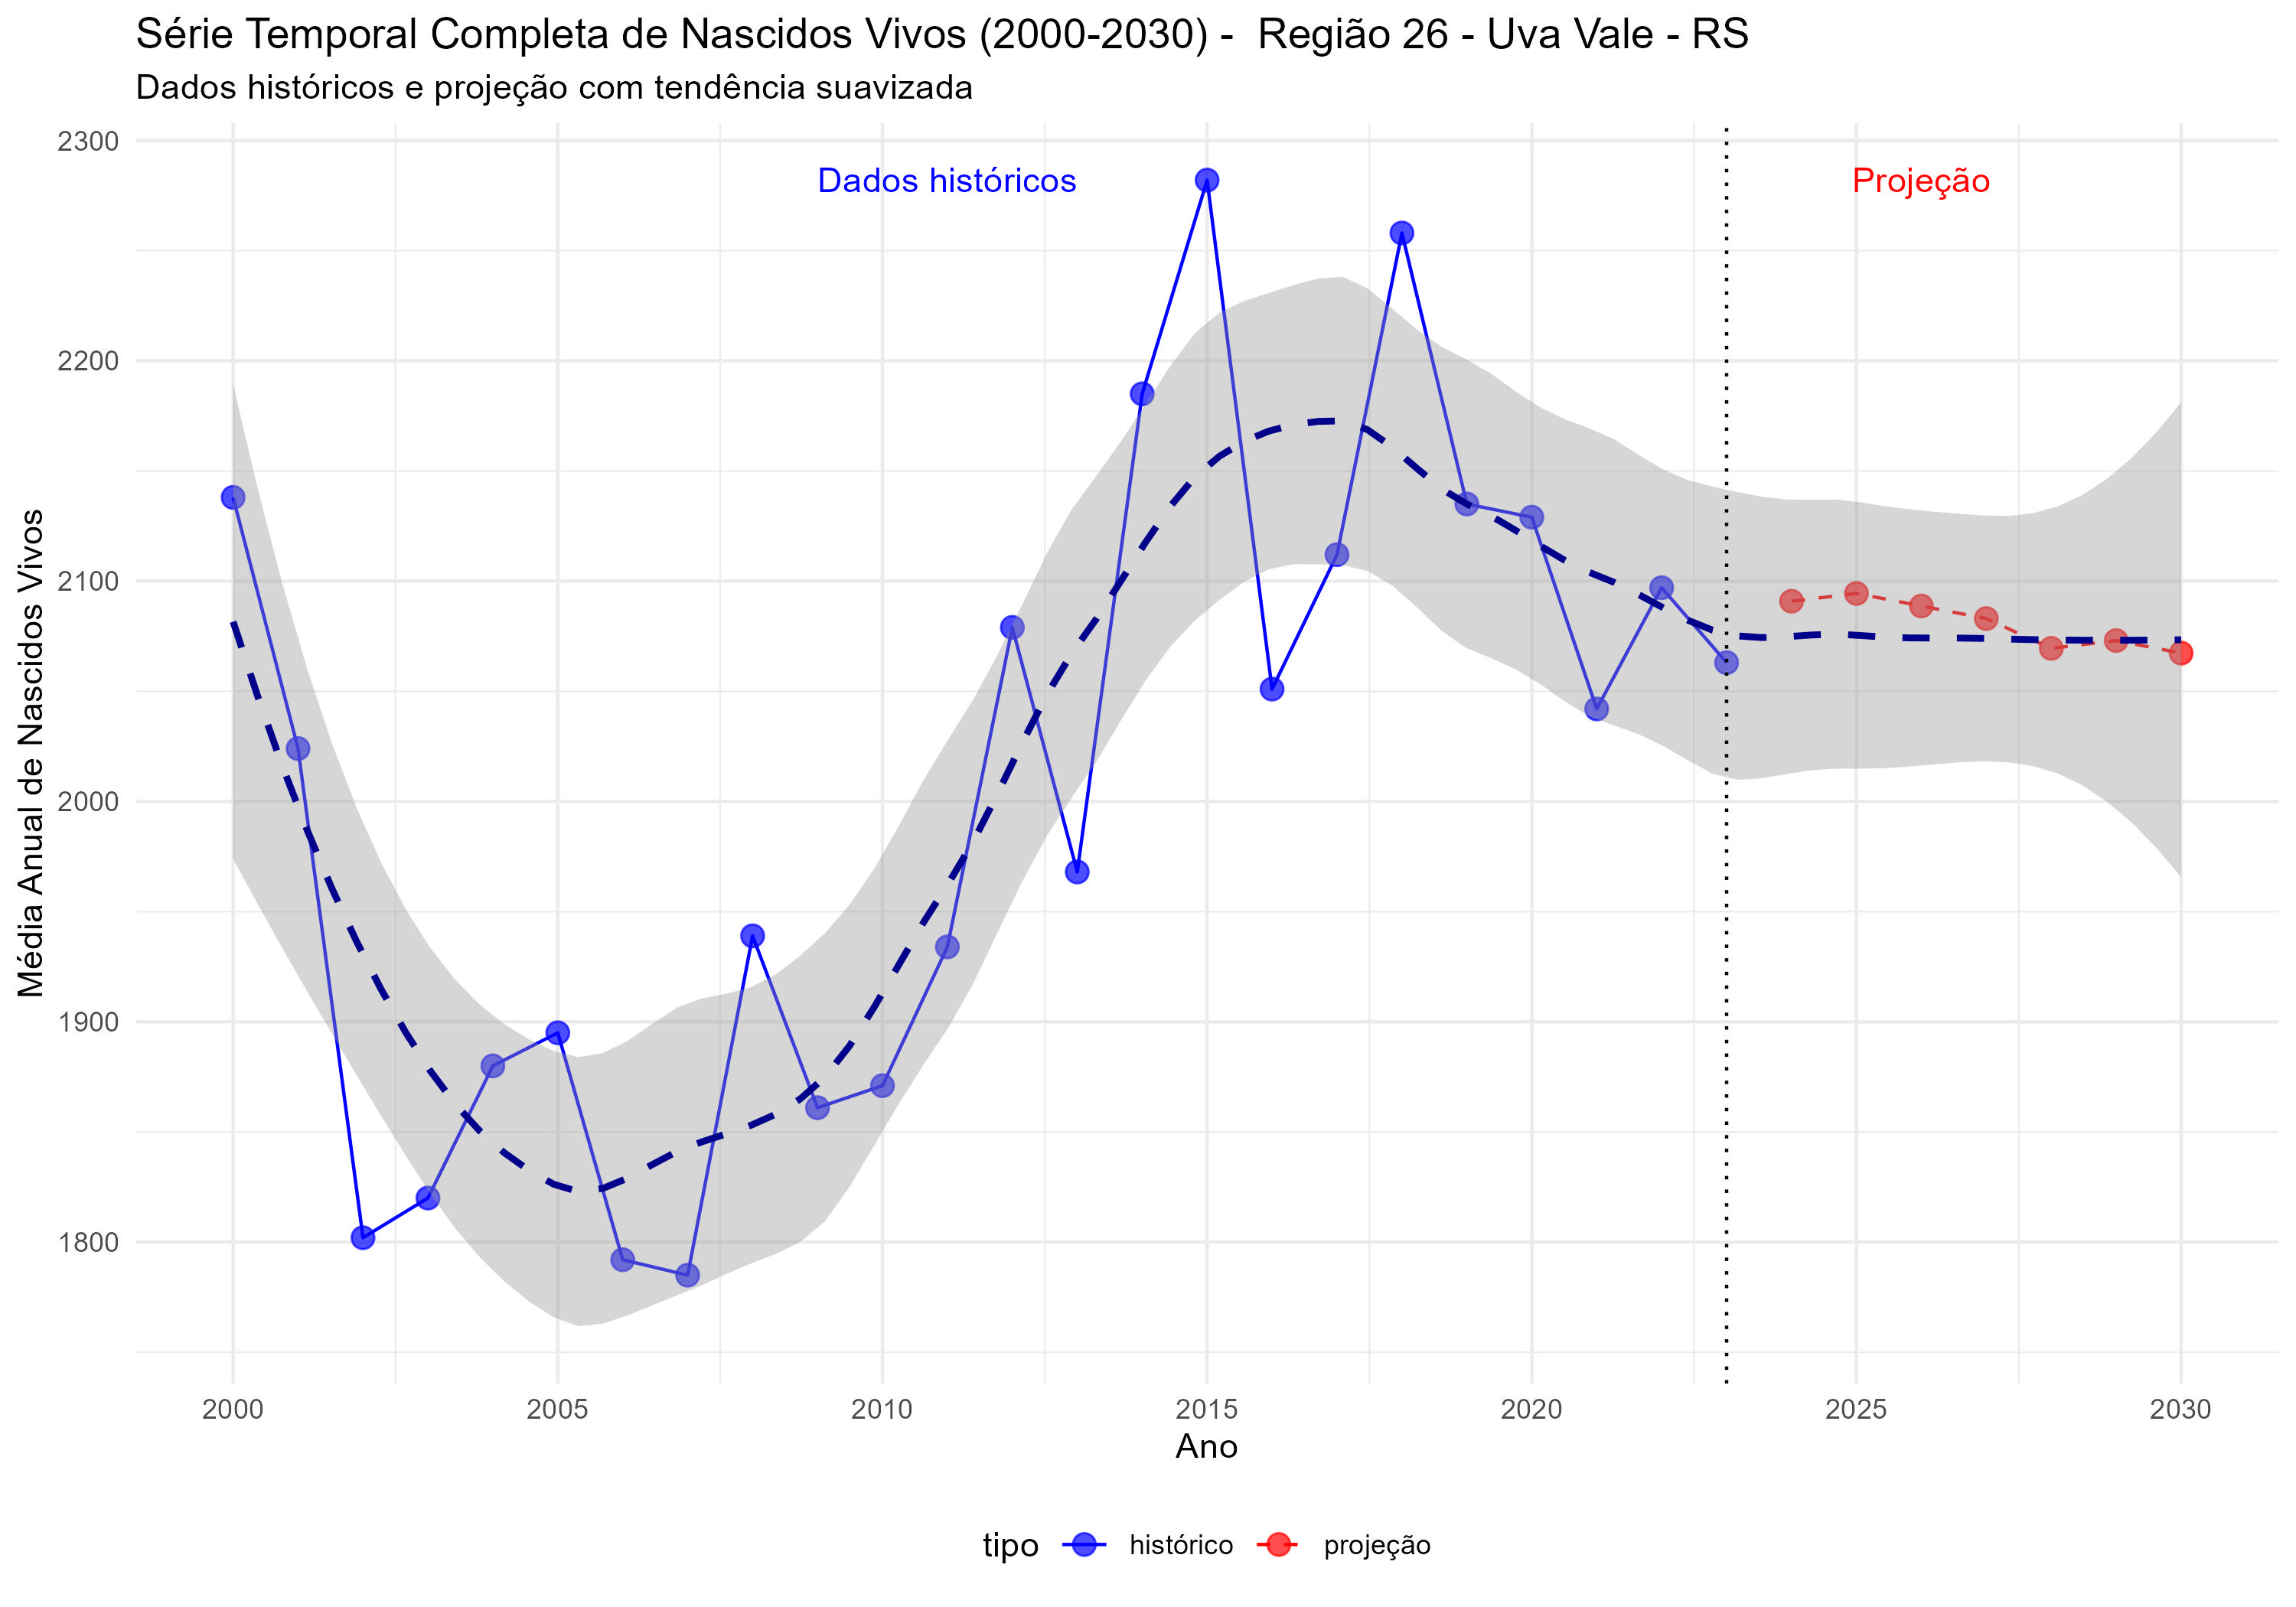 Série Temporal Completa de Nascidos Vivos (2000-2030) -  Região 26 - Uva Vale - RS
Dados históricos e projeção com tendência suavizada
Média Anual de Nascidos Vivos
2300
2200
2100
2000
1900
1800
Dados históricos
Projeção
2000 2005 2010 2015 2020 2025 2030
Ano
tipo histórico projeção